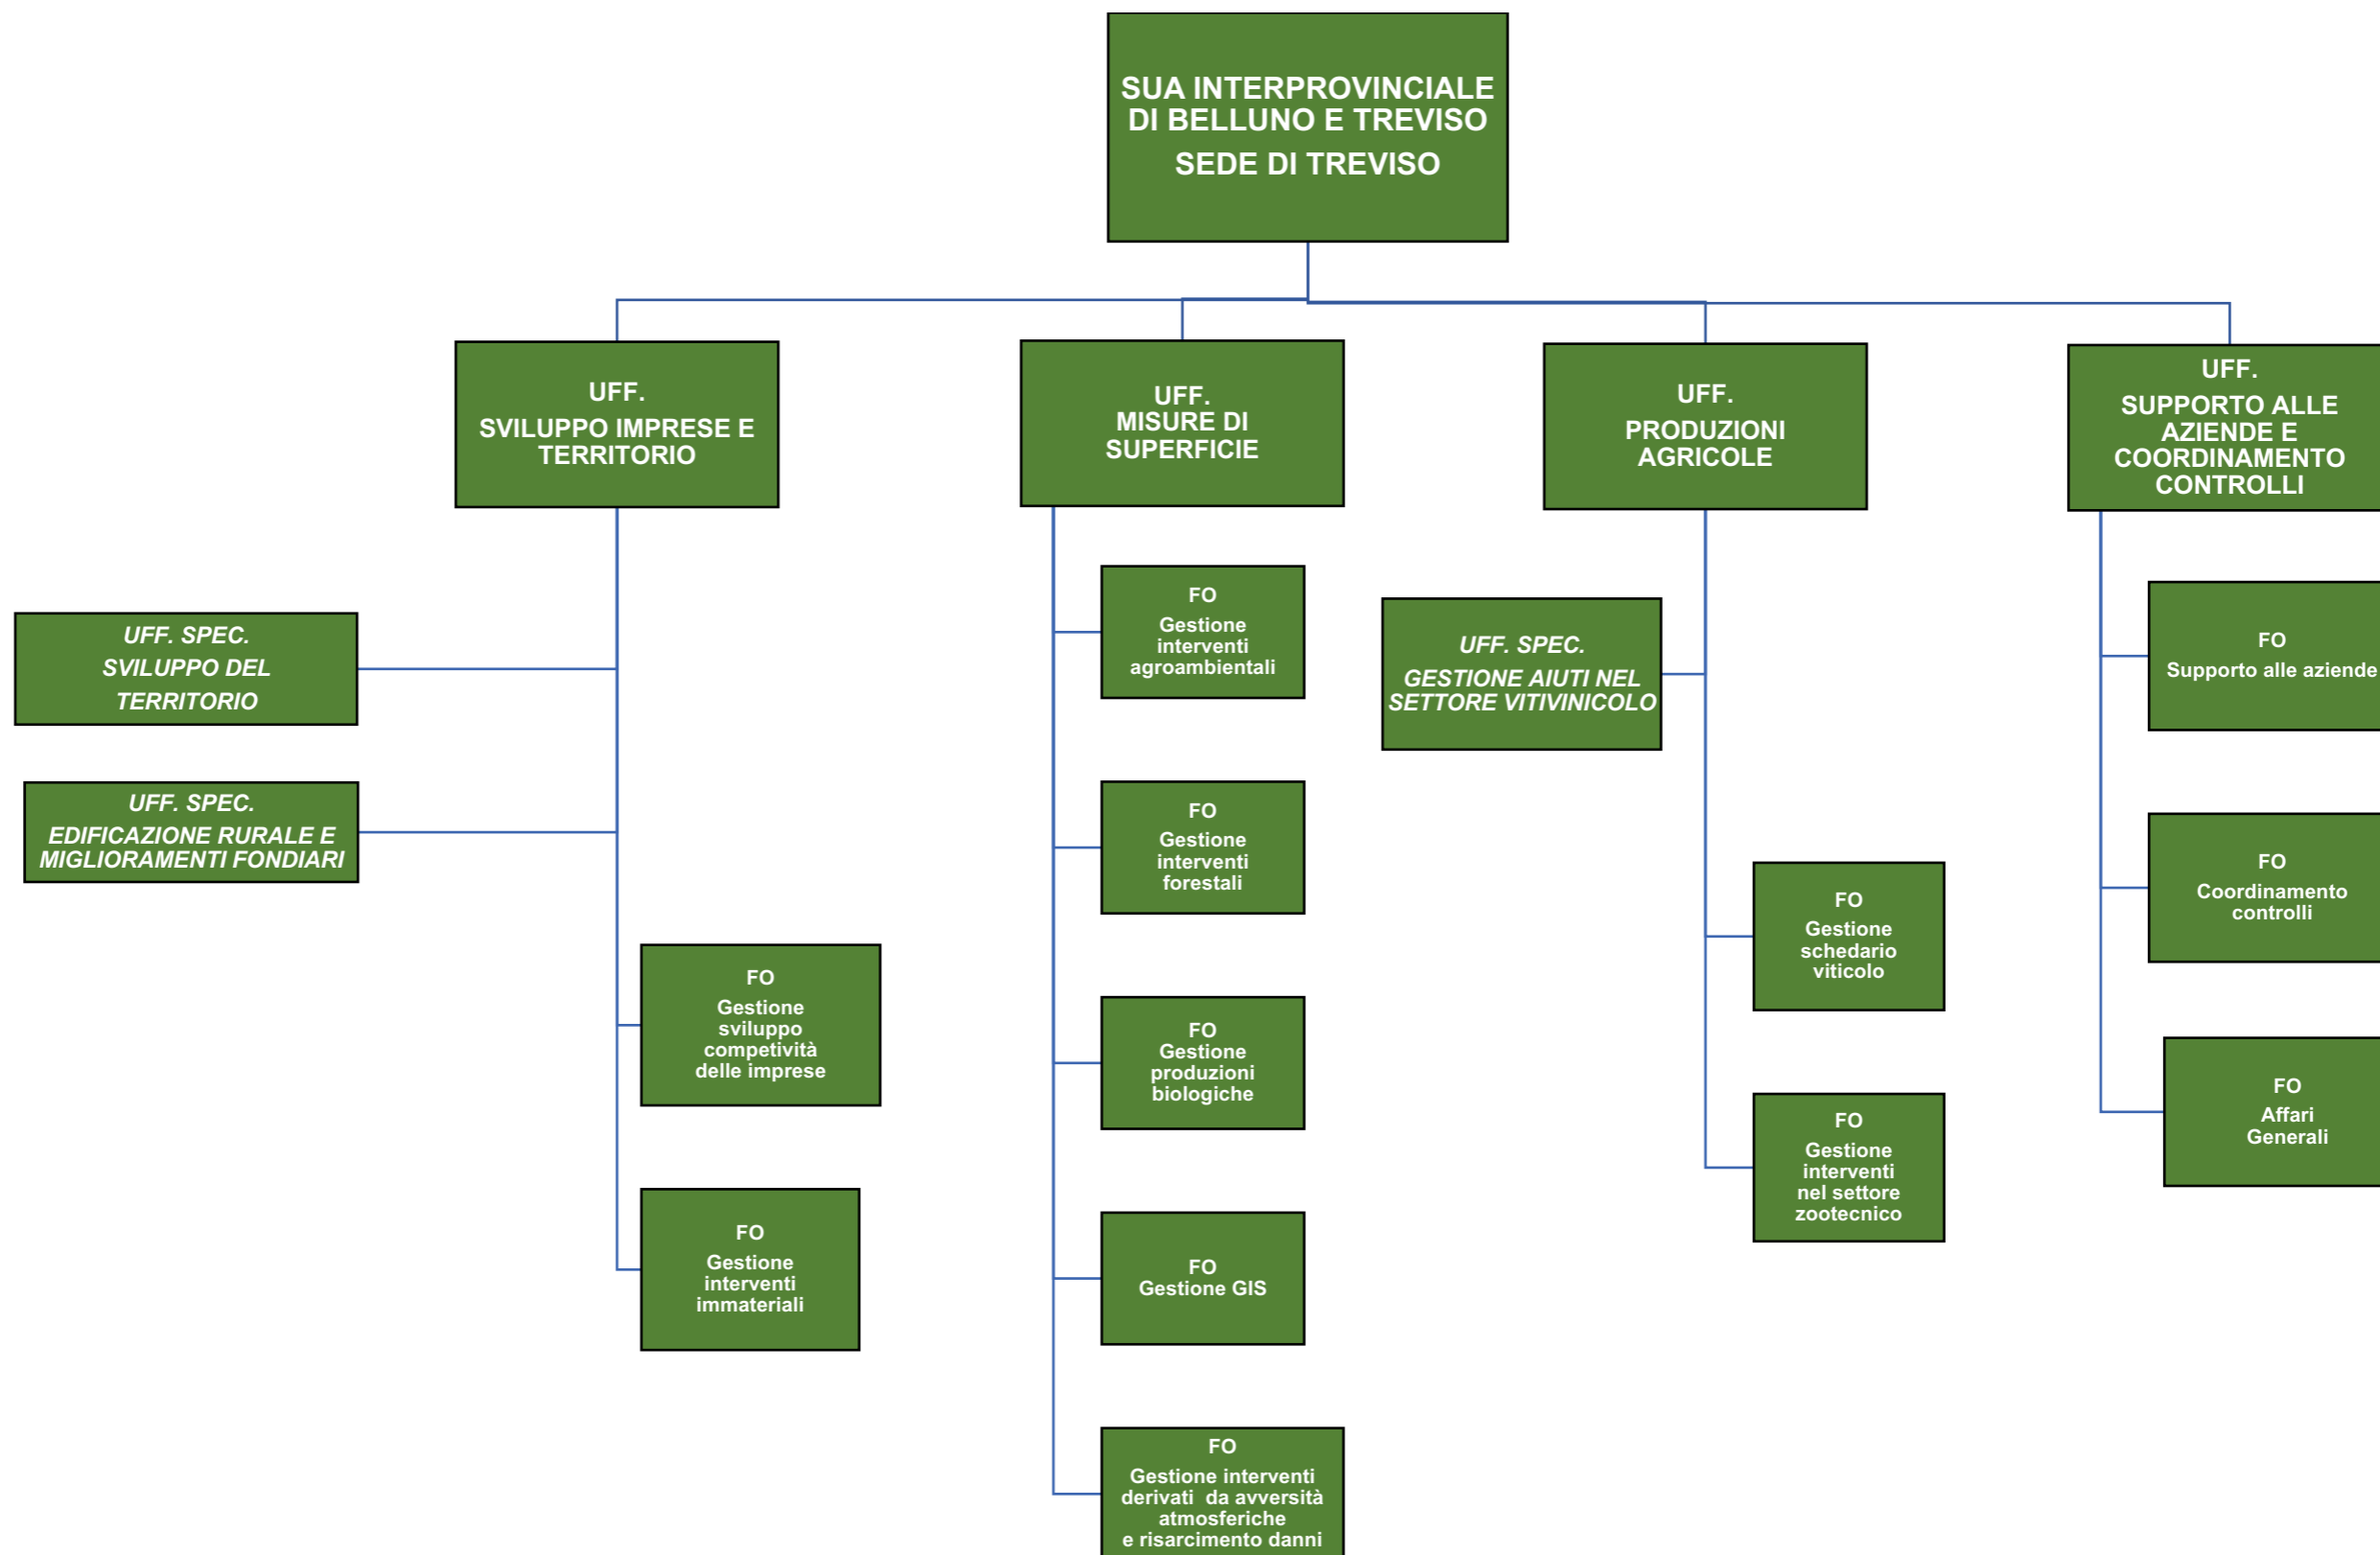 SUA INTERPROVINCIALE
DI BELLUNO E TREVISO
SEDE DI TREVISO
UFF.
SVILUPPO IMPRESE E
TERRITORIO
UFF.
MISURE DI
SUPERFICIE
UFF.
PRODUZIONI
AGRICOLE
UFF.
SUPPORTO ALLE
AZIENDE E
COORDINAMENTO
CONTROLLI
UFF. SPEC.
SVILUPPO DEL
TERRITORIO
UFF. SPEC.
EDIFICAZIONE RURALE E
MIGLIORAMENTI FONDIARI
FO
Gestione
sviluppo
competività
delle imprese
FO
Gestione
interventi
immateriali
FO
Gestione
interventi
agroambientali
FO
Gestione
interventi
forestali
FO
Gestione
produzioni
biologiche
FO
Gestione GIS
FO
Gestione interventi
derivati  da avversità
atmosferiche
e risarcimento danni
UFF. SPEC.
GESTIONE AIUTI NEL
SETTORE VITIVINICOLO
FO
Gestione
schedario
viticolo
FO
Gestione
interventi
nel settore
zootecnico
FO
Supporto alle aziende
FO
Coordinamento
controlli
FO
Affari
Generali